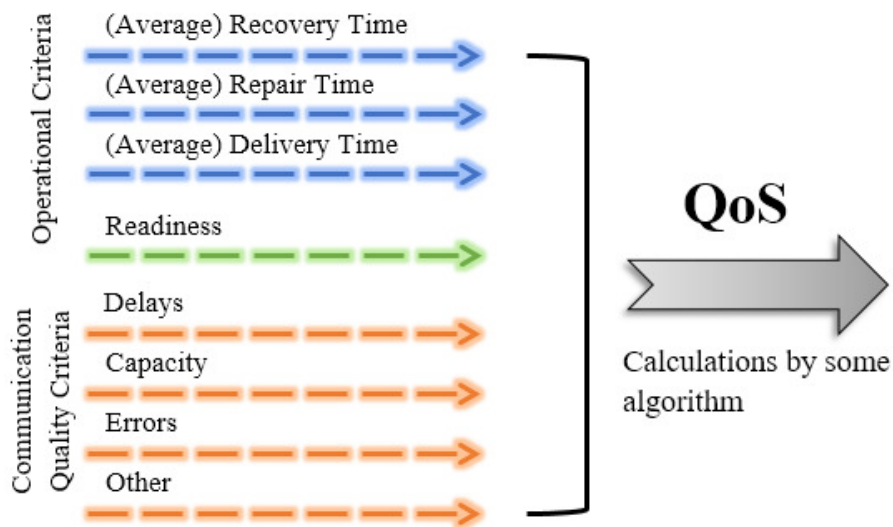 Operational Criteria
(Average) Recovery Time
(Average) Repair Time
(Average) Delivery Time
Readiness
Communication
Quality Criteria
Delays
Capacity
Errors
Other
QoS
Calculations by some
algorithm